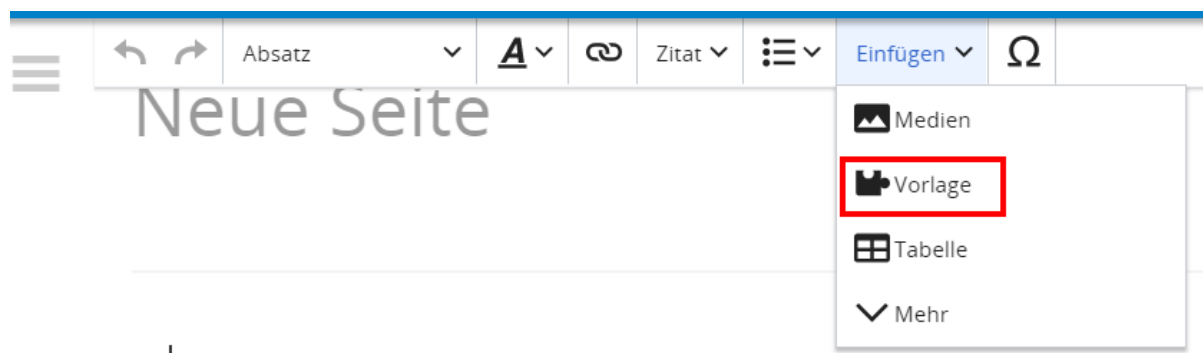 Absatz A Zitat Einfügen Ω
Neue Seite
Medien
Vorlage
Tabelle
Mehr